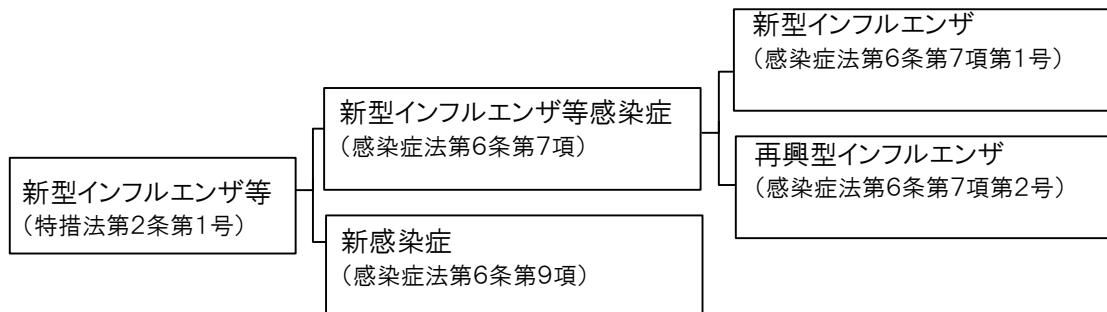 新型インフルエンザ等
（特措法第2条第1号）
新型インフルエンザ等感染症
（感染症法第6条第7項）
新感染症
（感染症法第6条第9項）
新型インフルエンザ
（感染症法第6条第7項第1号）
再興型インフルエンザ
（感染症法第6条第7項第2号）